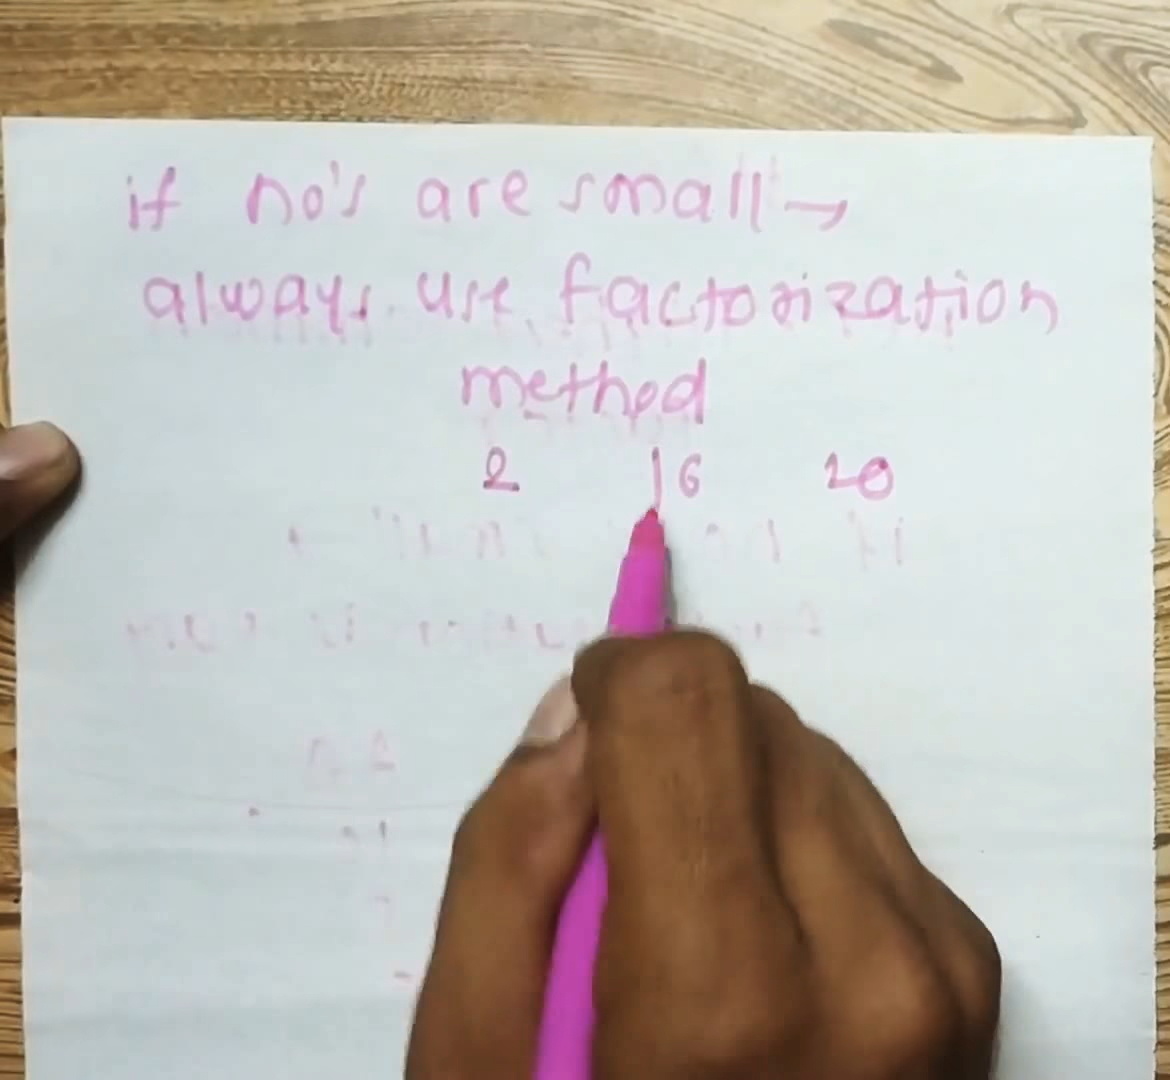 if no's are small →
always use factorization
method
2 16 20